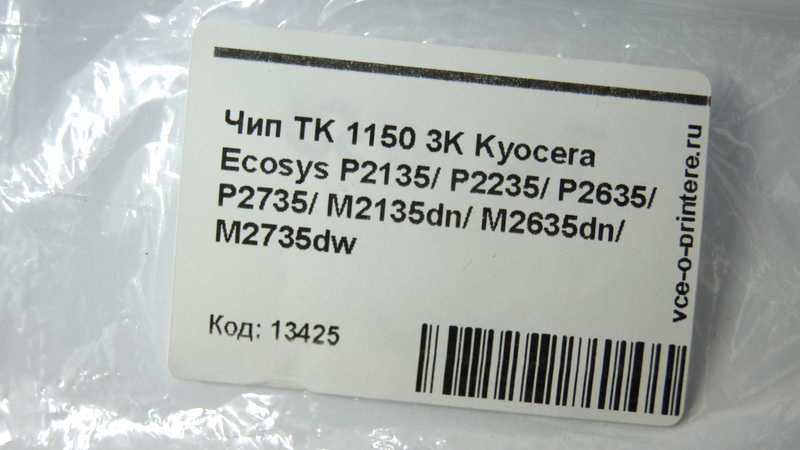 Чип TK 1150 3K Kyocera
Ecosys P2135/ P2235/ P2635/
P2735/ M2135dn/ M2635dn/
M2735dw
Код: 13425
vce-o-printere.ru